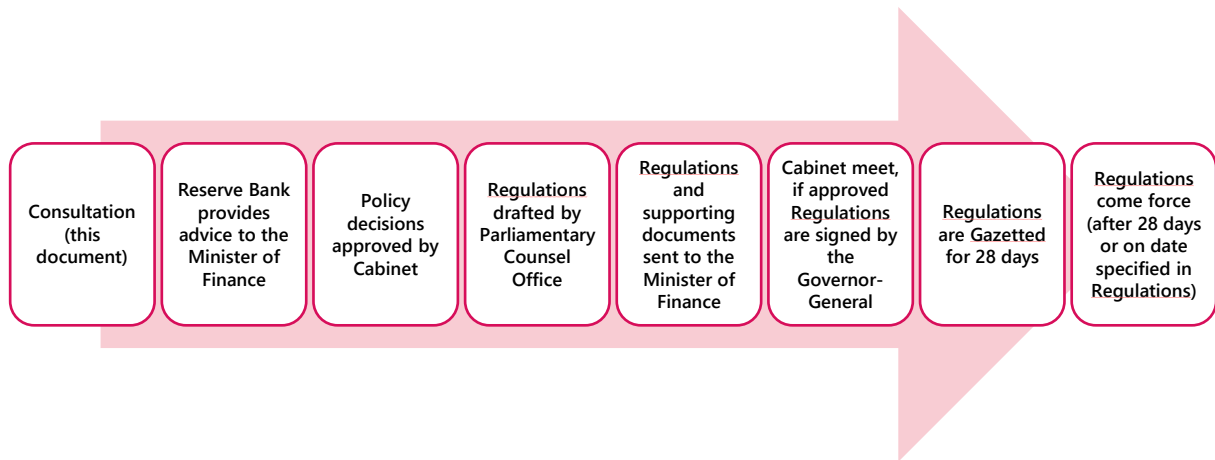 Consultation
(this
document)
Reserve Bank
provides
advice to the
Minister of
Finance
Policy
decisions
approved by
Cabinet
Regulations
drafted by
Parliamentary
Counsel
Office
Regulations
and
supporting
documents
sent to the
Minister of
Finance
Cabinet meet,
if approved
Regulations
are signed by
the
Governor-
General
Regulations
are Gazetted
for 28 days
Regulations
come force
(after 28 days
or on date
specified in
Regulations)